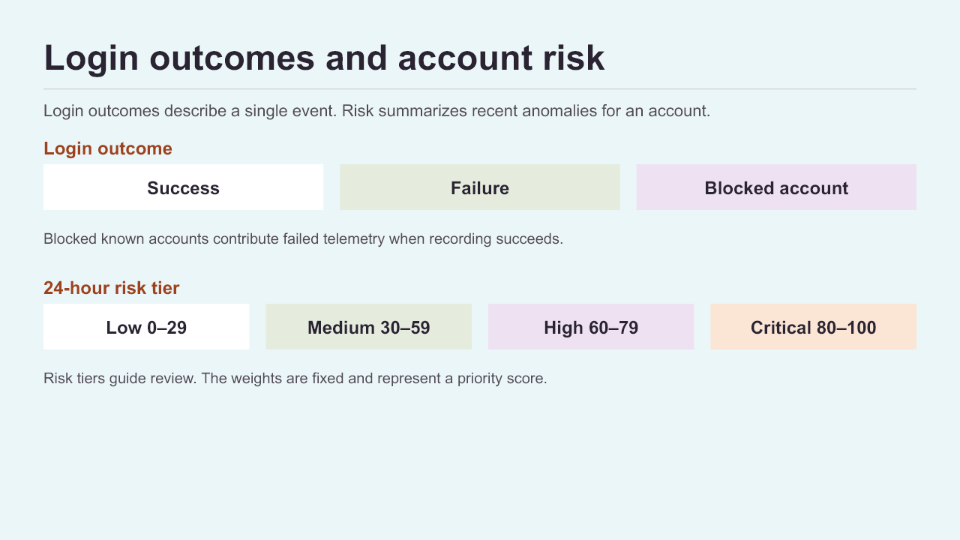 Login outcomes and account risk
Login outcomes describe a single event. Risk summarizes recent anomalies for an account.
Login outcome
Success
Failure
Blocked account
Blocked known accounts contribute failed telemetry when recording succeeds.
24-hour risk tier
Low 0–29
Medium 30–59
High 60–79
Critical 80–100
Risk tiers guide review. The weights are fixed and represent a priority score.